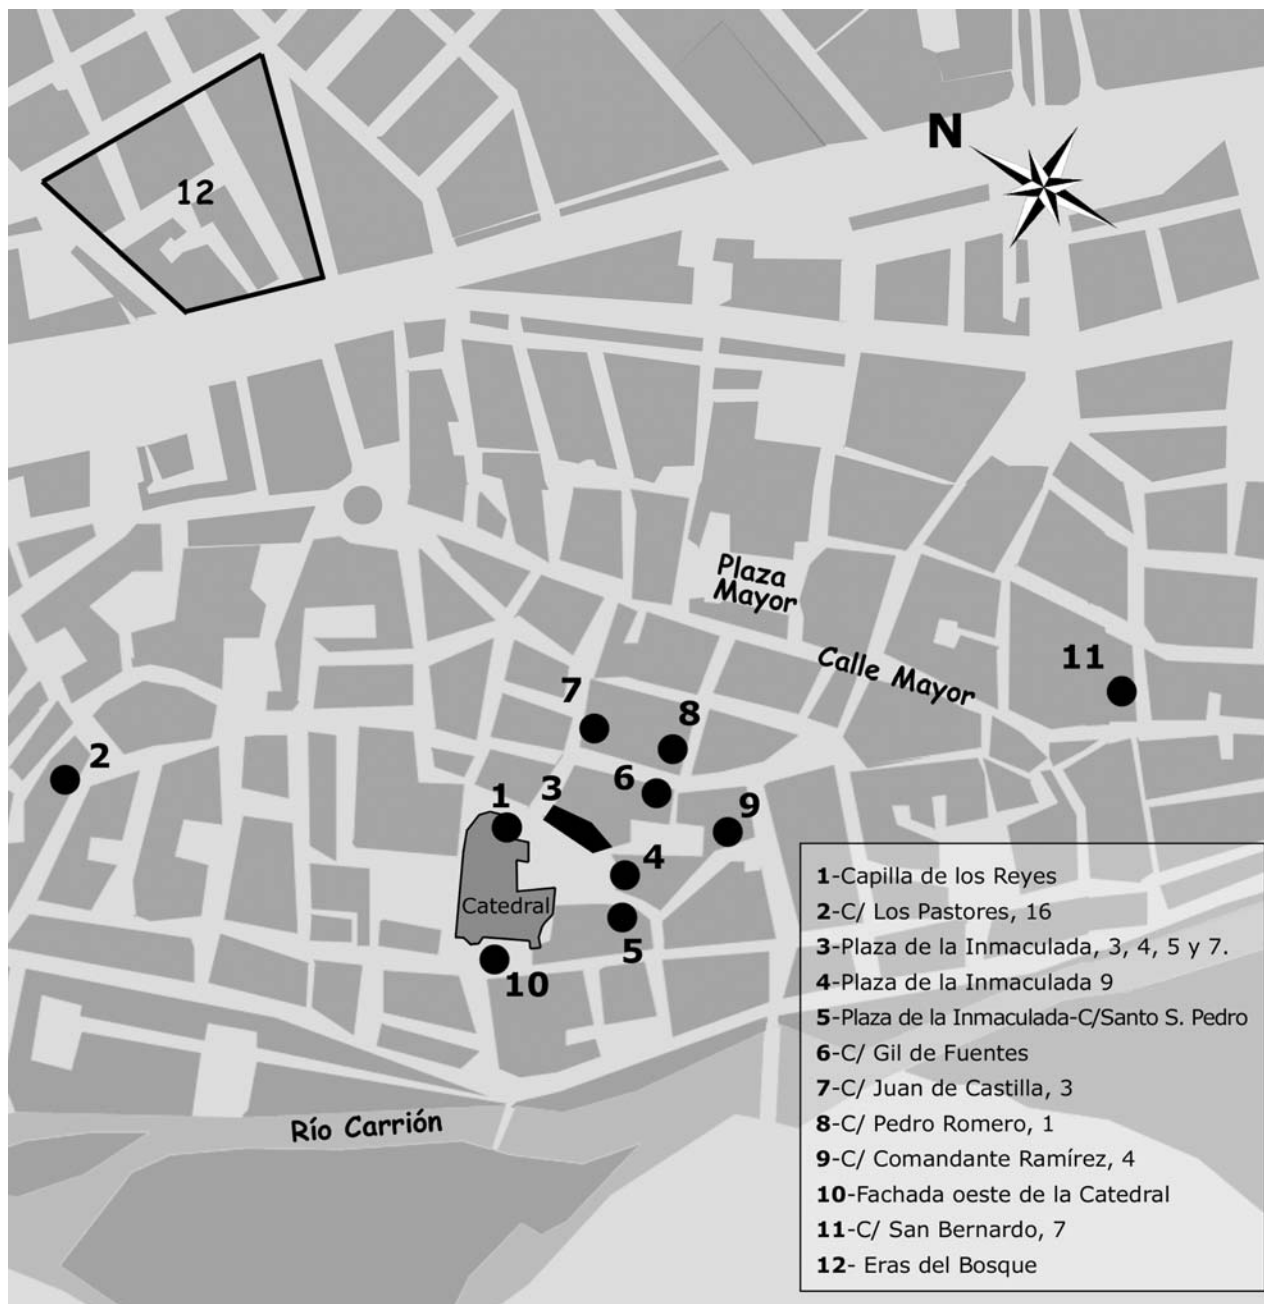 N
12
Plaza
Mayor
Calle Mayor
11
7
8
2
6
1
3
9
4
Catedral
5
10
Río Carrión
1-Capilla de los Reyes
2-C/ Los Pastores, 16
3-Plaza de la Inmaculada, 3, 4, 5 y 7.
4-Plaza de la Inmaculada 9
5-Plaza de la Inmaculada-C/Santo S. Pedro
6-C/ Gil de Fuentes
7-C/ Juan de Castilla, 3
8-C/ Pedro Romero, 1
9-C/ Comandante Ramírez, 4
10-Fachada oeste de la Catedral
11-C/ San Bernardo, 7
12- Eras del Bosque